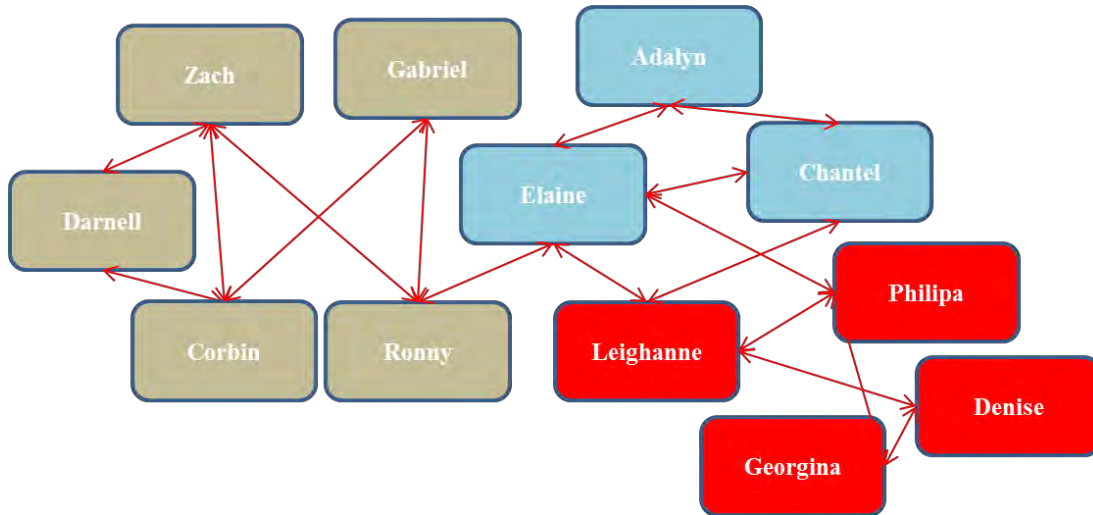 Zach
Gabriel
Adalyn
Darnell
Elaine
Chantel
Corbin
Ronny
Leighanne
Philipa
Georgina
Denise